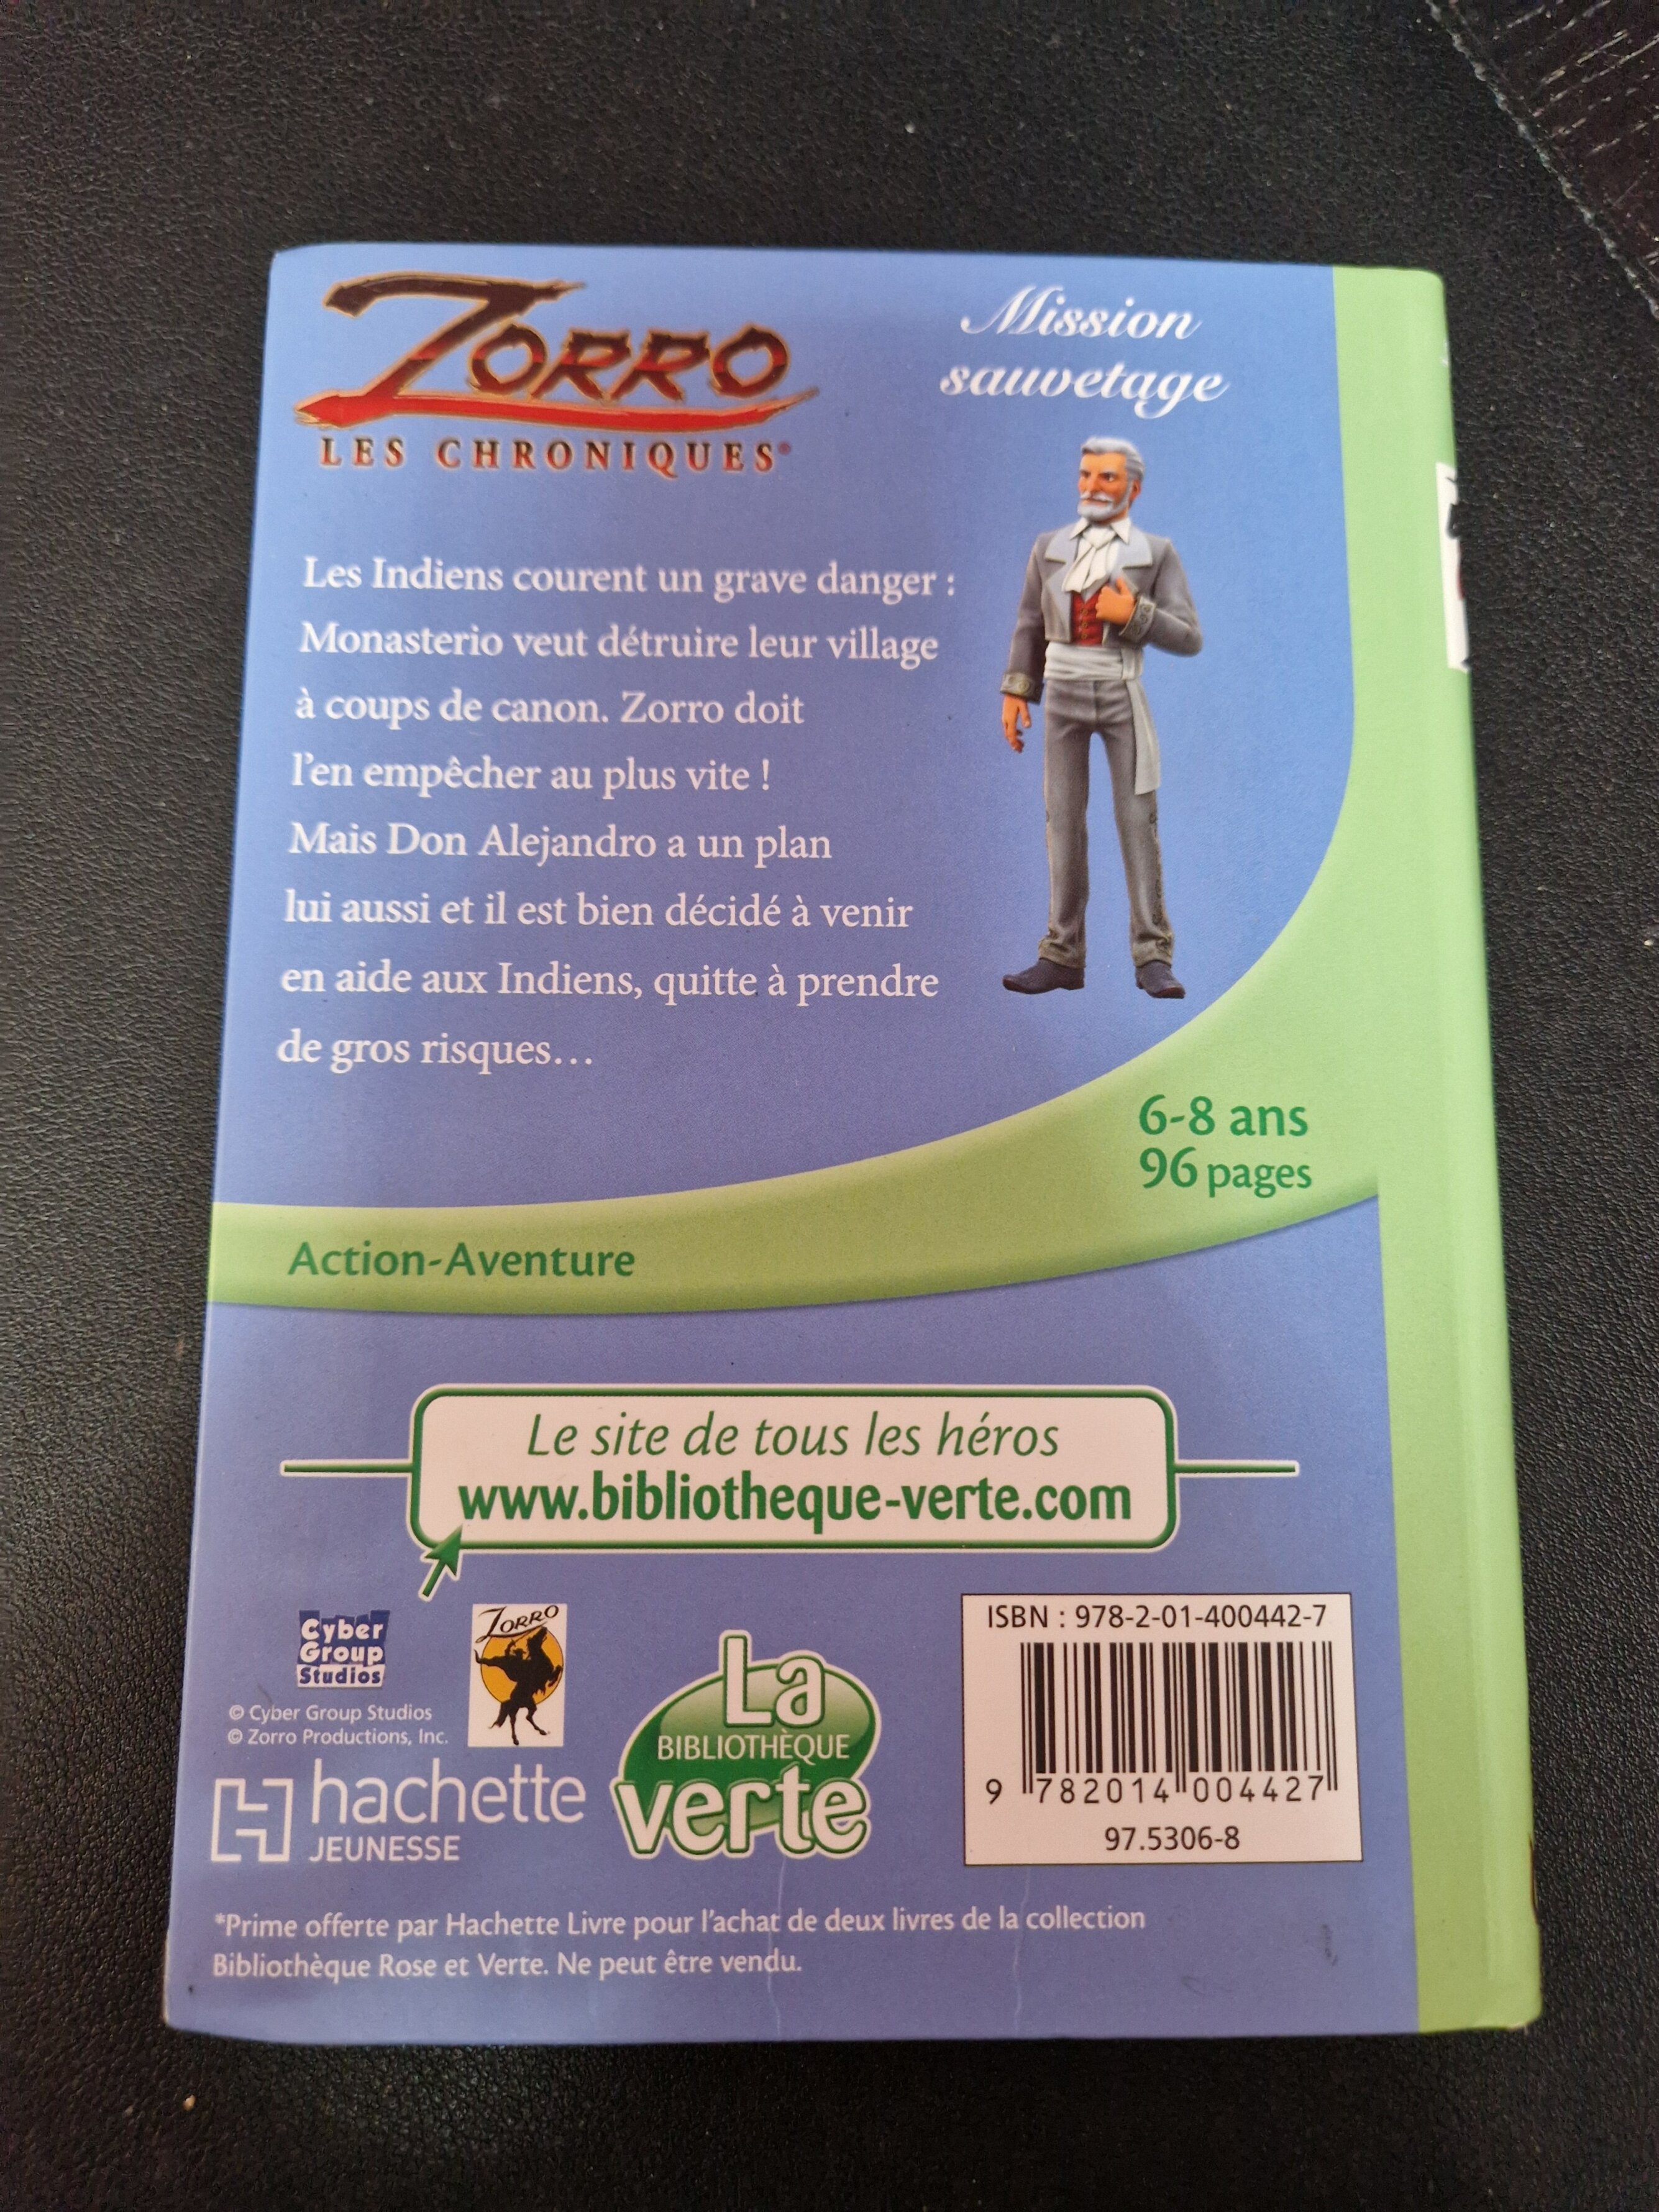 ZORRO
LES CHRONIQUES
Mission
sauvetage
Les Indiens courent un grave danger :
Monasterio veut détruire leur village
à coups de canon. Zorro doit
l'en empêcher au plus vite !
Mais Don Alejandro a un plan
lui aussi et il est bien décidé à venir
en aide aux Indiens, quitte à prendre
de gros risques…
6-8 ans
96 pages
Action-Aventure
Le site de tous les héros
www.bibliotheque-verte.com
Cyber
Group
Studios
© Cyber Group Studios
© Zorro Productions, Inc.
ZORRO
hachette
JEUNESSE
La
BIBLIOTHÈQUE
verte
ISBN : 978-2-01-400442-7
9 782014 004427
97.5306-8
*Prime offerte par Hachette Livre pour l'achat de deux livres de la collection
Bibliothèque Rose et Verte. Ne peut être vendu.